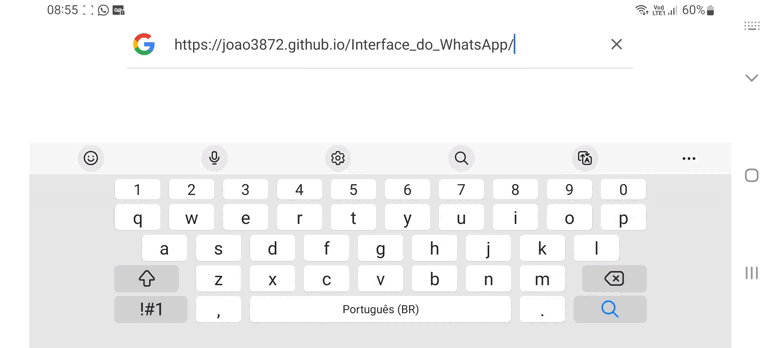 08:55
Vo) LTE1 60%
https://joao3872.github.io/Interface_do_WhatsApp/
1 2 3 4 5 6 7 8 9 0
q w e r t y u i o p
a s d f g h j k l
z x c v b n m
!#1 , Português (BR) .